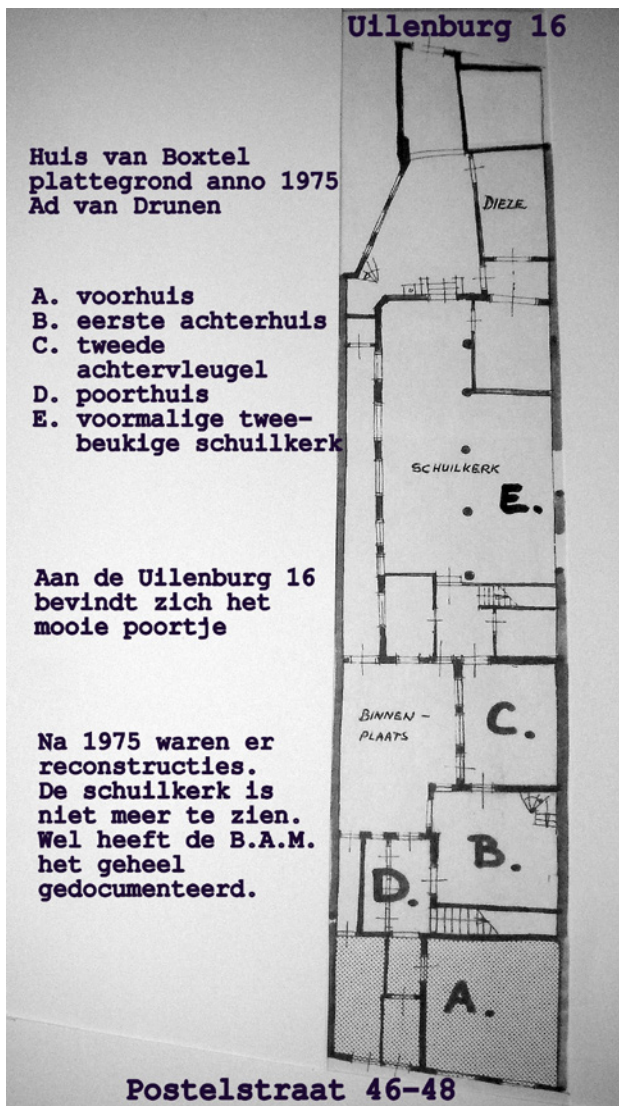 Uilenburg 16
Huis van Boxtel
plattegrond anno 1975
Ad van Drunen
DIEZE
A. voorhuis
B. eerste achterhuis
C. tweede
achtervleugel
D. poorthuis
E. voormalige twee-
beukige schuilkerk
SCHUILKERK
E.
Aan de Uilenburg 16
bevindt zich het
mooie poortje
BINNEN-
PLAATS
C.
Na 1975 waren er
reconstructies.
De schuilkerk is
niet meer te zien.
Wel heeft de B.A.M.
het geheel
gedocumenteerd.
B.
D.
A.
Postelstraat 46-48